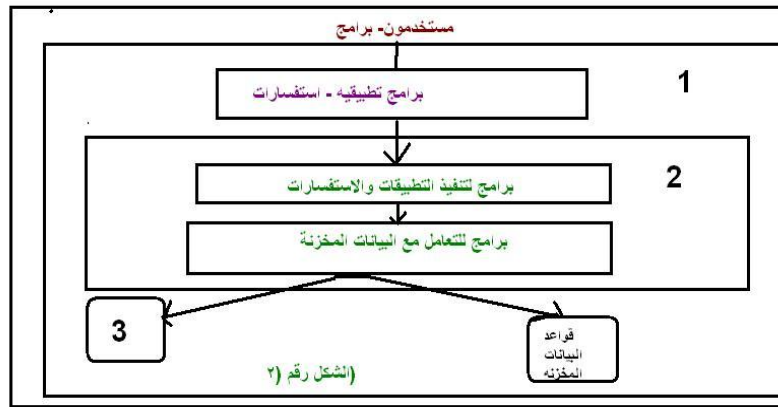 مستخدمون- برامج
1
برامج تطبيقيه - استفسارات
2
برامج لتنفيذ التطبيقات والاستفسارات
برامج للتعامل مع البيانات المخزنة
3
قواعد
البيانات
المخزنه
(الشكل رقم (٢